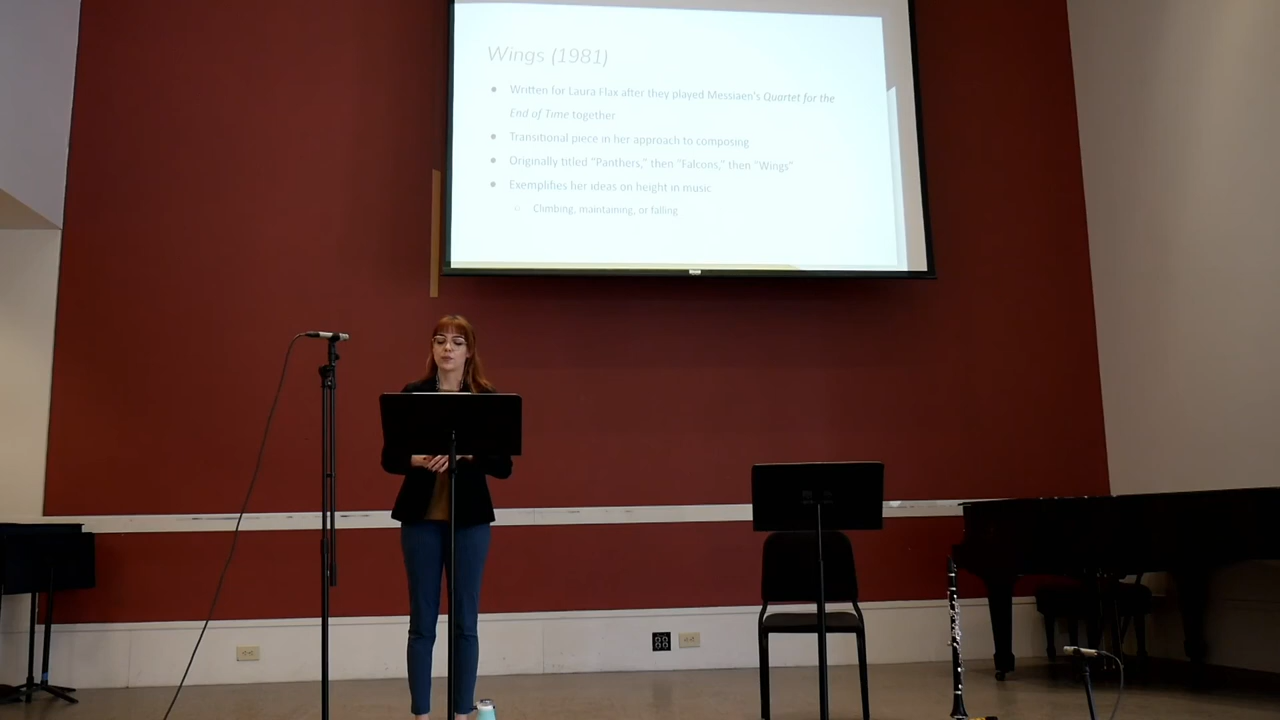 Wings (1981)
● Written for Laura Flax after they played Messiaen's Quartet for the
End of Time together
● Transitional piece in her approach to composing
● Originally titled "Panthers," then "Falcons," then "Wings"
● Exemplifies her ideas on height in music
○ Climbing, maintaining, or falling